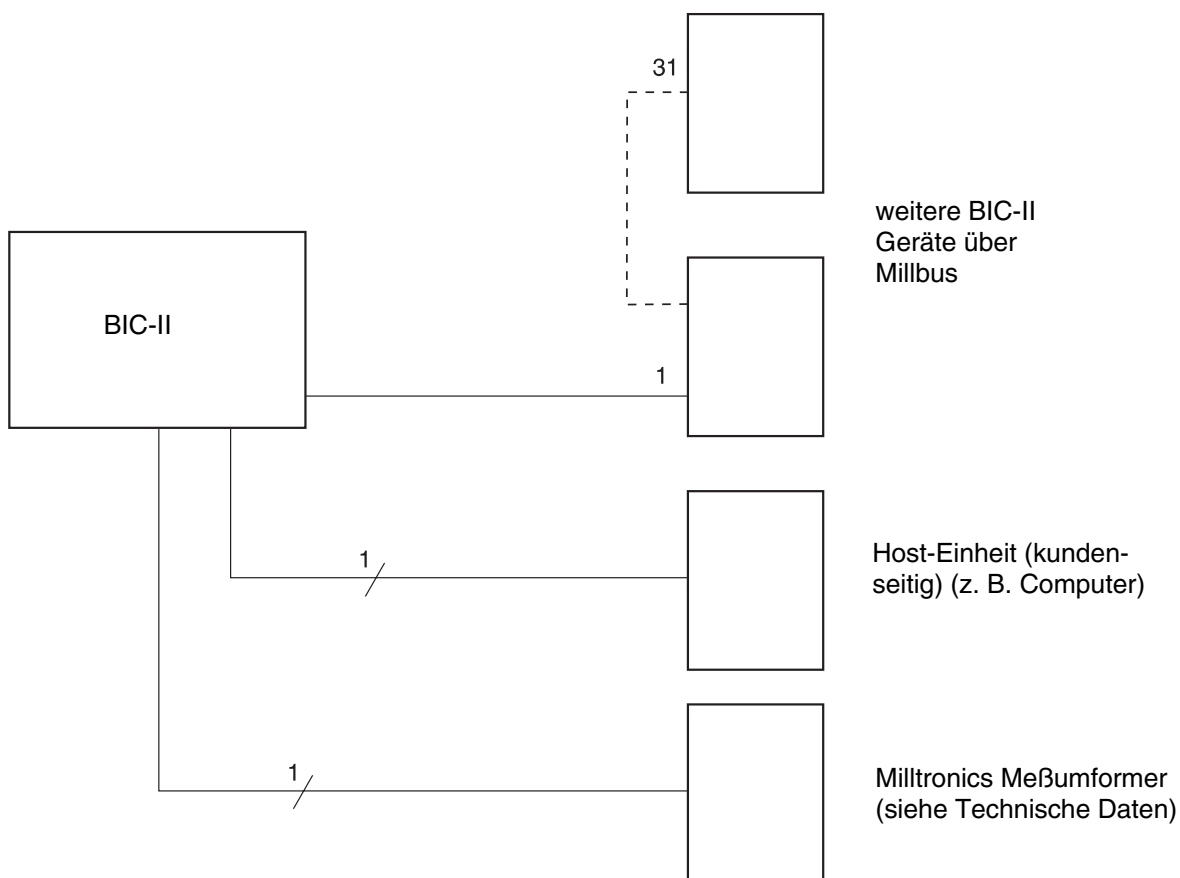 31
weitere BIC-II
Geräte über
Millbus
BIC-II
1
1
Host-Einheit (kunden-
seitig) (z. B. Computer)
1
Milltronics Meßumformer
(siehe Technische Daten)